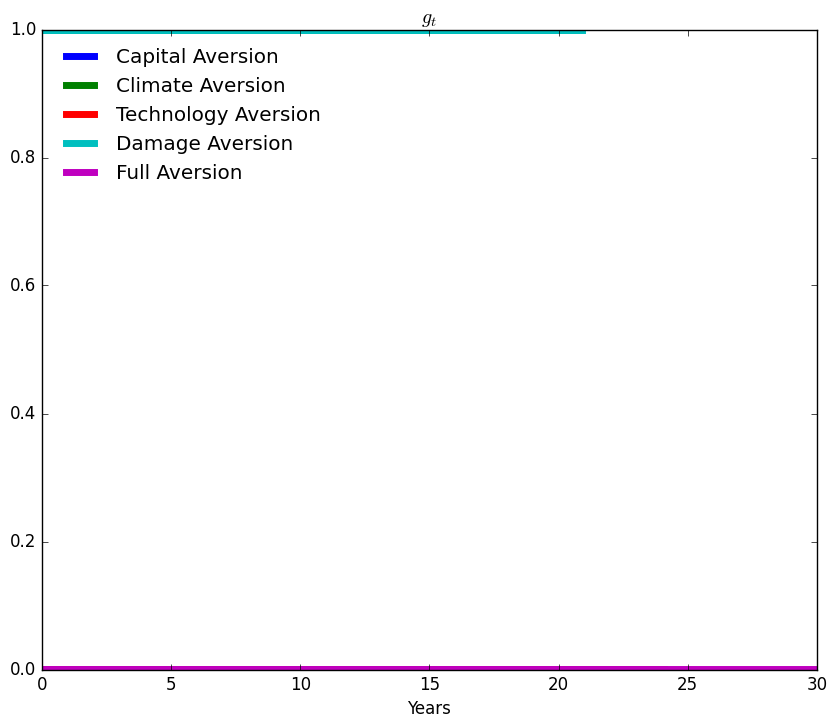 g_t
1.0
Capital Aversion
Climate Aversion
Technology Aversion
Damage Aversion
Full Aversion
0.8
0.6
0.4
0.2
0.0
0 5 10 15 20 25 30
Years